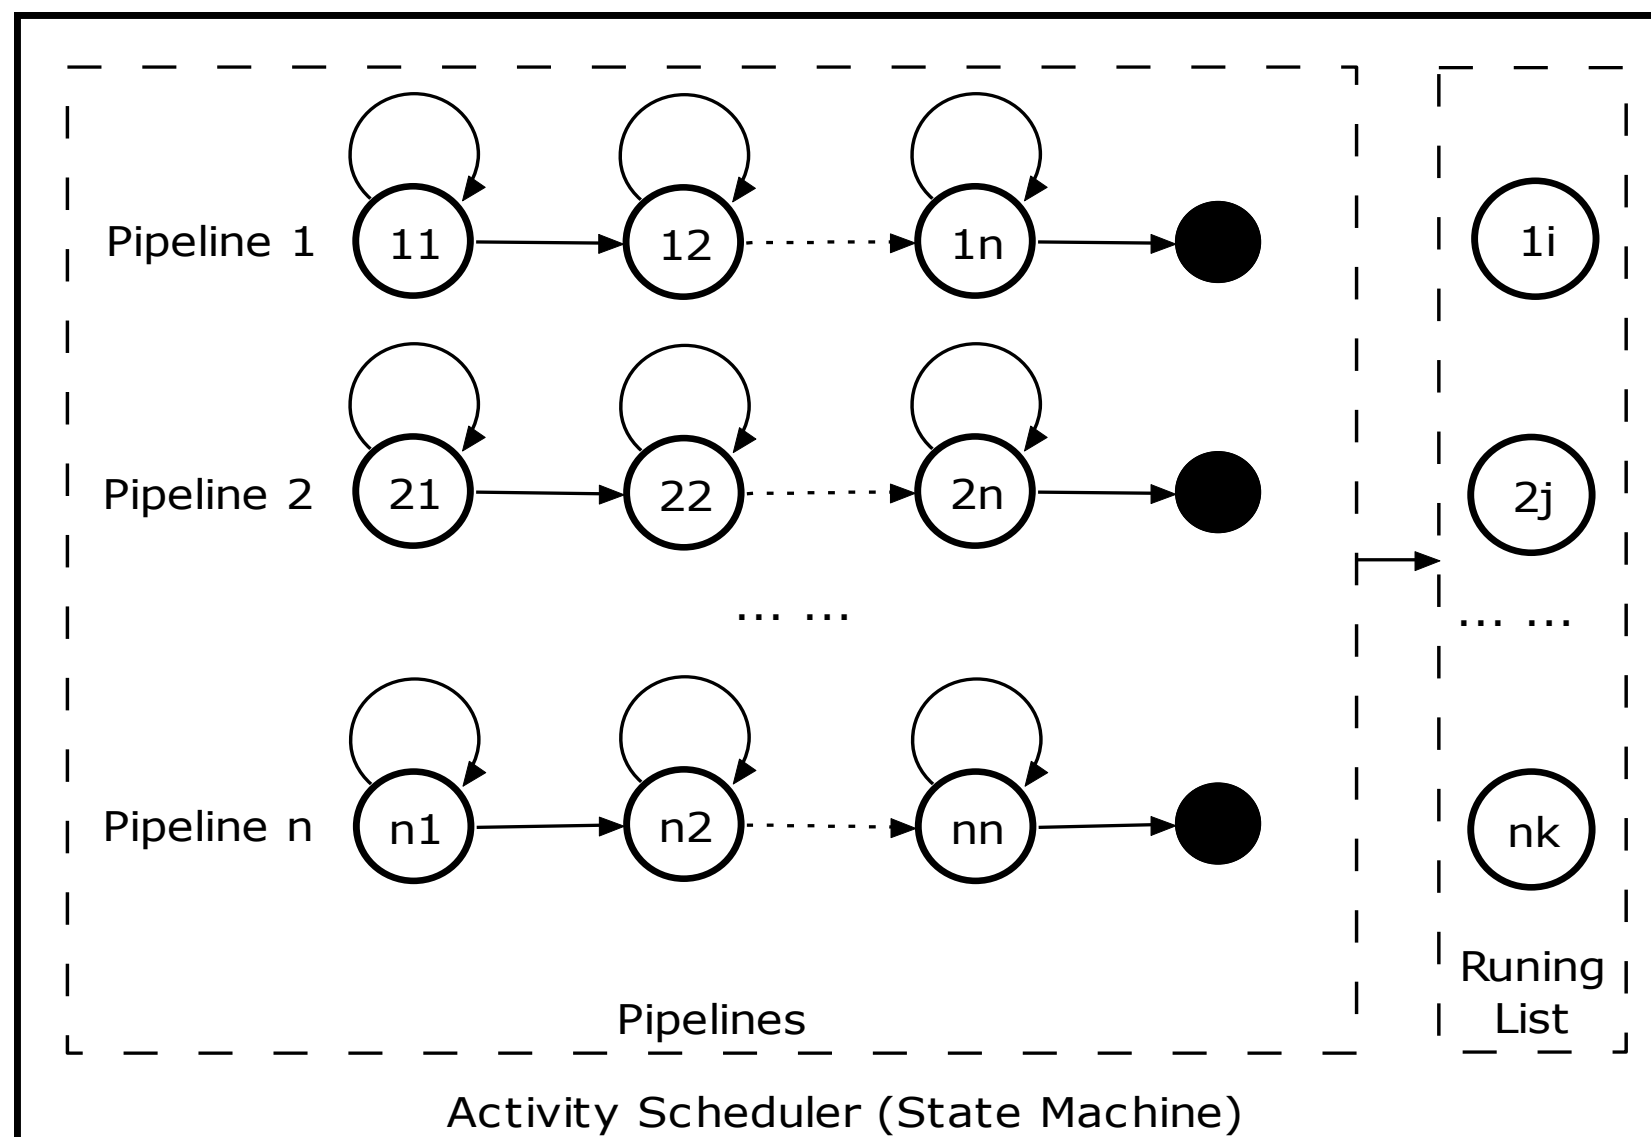 Pipeline 1 11 12 1n 1i
Pipeline 2 21 22 2n 2j
... ... ... ...
Pipeline n n1 n2 nn nk
Pipelines
Runing
List
Activity Scheduler (State Machine)